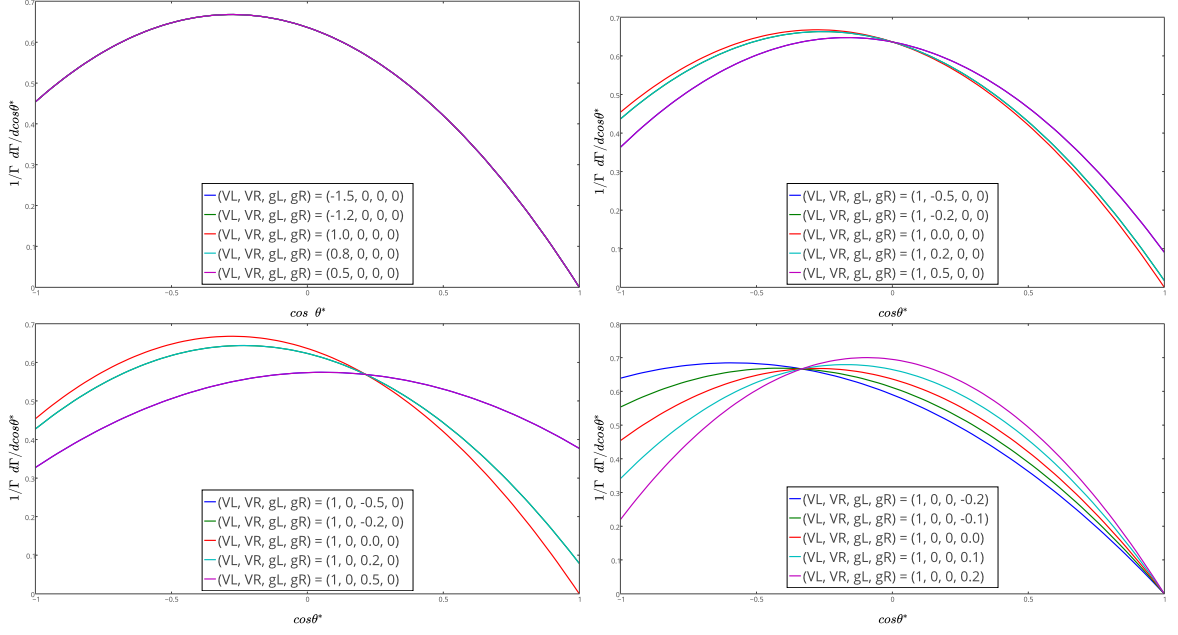 0.7
0.6
0.5
0.4
0.3
0.2
0.1
0
1/Γ dΓ/dcosθ*
(VL, VR, gL, gR) = (-1.5, 0, 0, 0)
(VL, VR, gL, gR) = (-1.2, 0, 0, 0)
(VL, VR, gL, gR) = (1.0, 0, 0, 0)
(VL, VR, gL, gR) = (0.8, 0, 0, 0)
(VL, VR, gL, gR) = (0.5, 0, 0, 0)
−1 −0.5 0 0.5 1
cos θ*
0.7
0.6
0.5
0.4
0.3
0.2
0.1
0
1/Γ dΓ/dcosθ*
(VL, VR, gL, gR) = (1, -0.5, 0, 0)
(VL, VR, gL, gR) = (1, -0.2, 0, 0)
(VL, VR, gL, gR) = (1, 0.0, 0, 0)
(VL, VR, gL, gR) = (1, 0.2, 0, 0)
(VL, VR, gL, gR) = (1, 0.5, 0, 0)
−1 −0.5 0 0.5 1
cosθ*
0.7
0.6
0.5
0.4
0.3
0.2
0.1
0
1/Γ dΓ/dcosθ*
(VL, VR, gL, gR) = (1, 0, -0.5, 0)
(VL, VR, gL, gR) = (1, 0, -0.2, 0)
(VL, VR, gL, gR) = (1, 0, 0.0, 0)
(VL, VR, gL, gR) = (1, 0, 0.2, 0)
(VL, VR, gL, gR) = (1, 0, 0.5, 0)
−1 −0.5 0 0.5 1
cosθ*
0.8
0.7
0.6
0.5
0.4
0.3
0.2
0.1
0
1/Γ dΓ/dcosθ*
(VL, VR, gL, gR) = (1, 0, 0, -0.2)
(VL, VR, gL, gR) = (1, 0, 0, -0.1)
(VL, VR, gL, gR) = (1, 0, 0, 0.0)
(VL, VR, gL, gR) = (1, 0, 0, 0.1)
(VL, VR, gL, gR) = (1, 0, 0, 0.2)
−1 −0.5 0 0.5 1
cosθ*